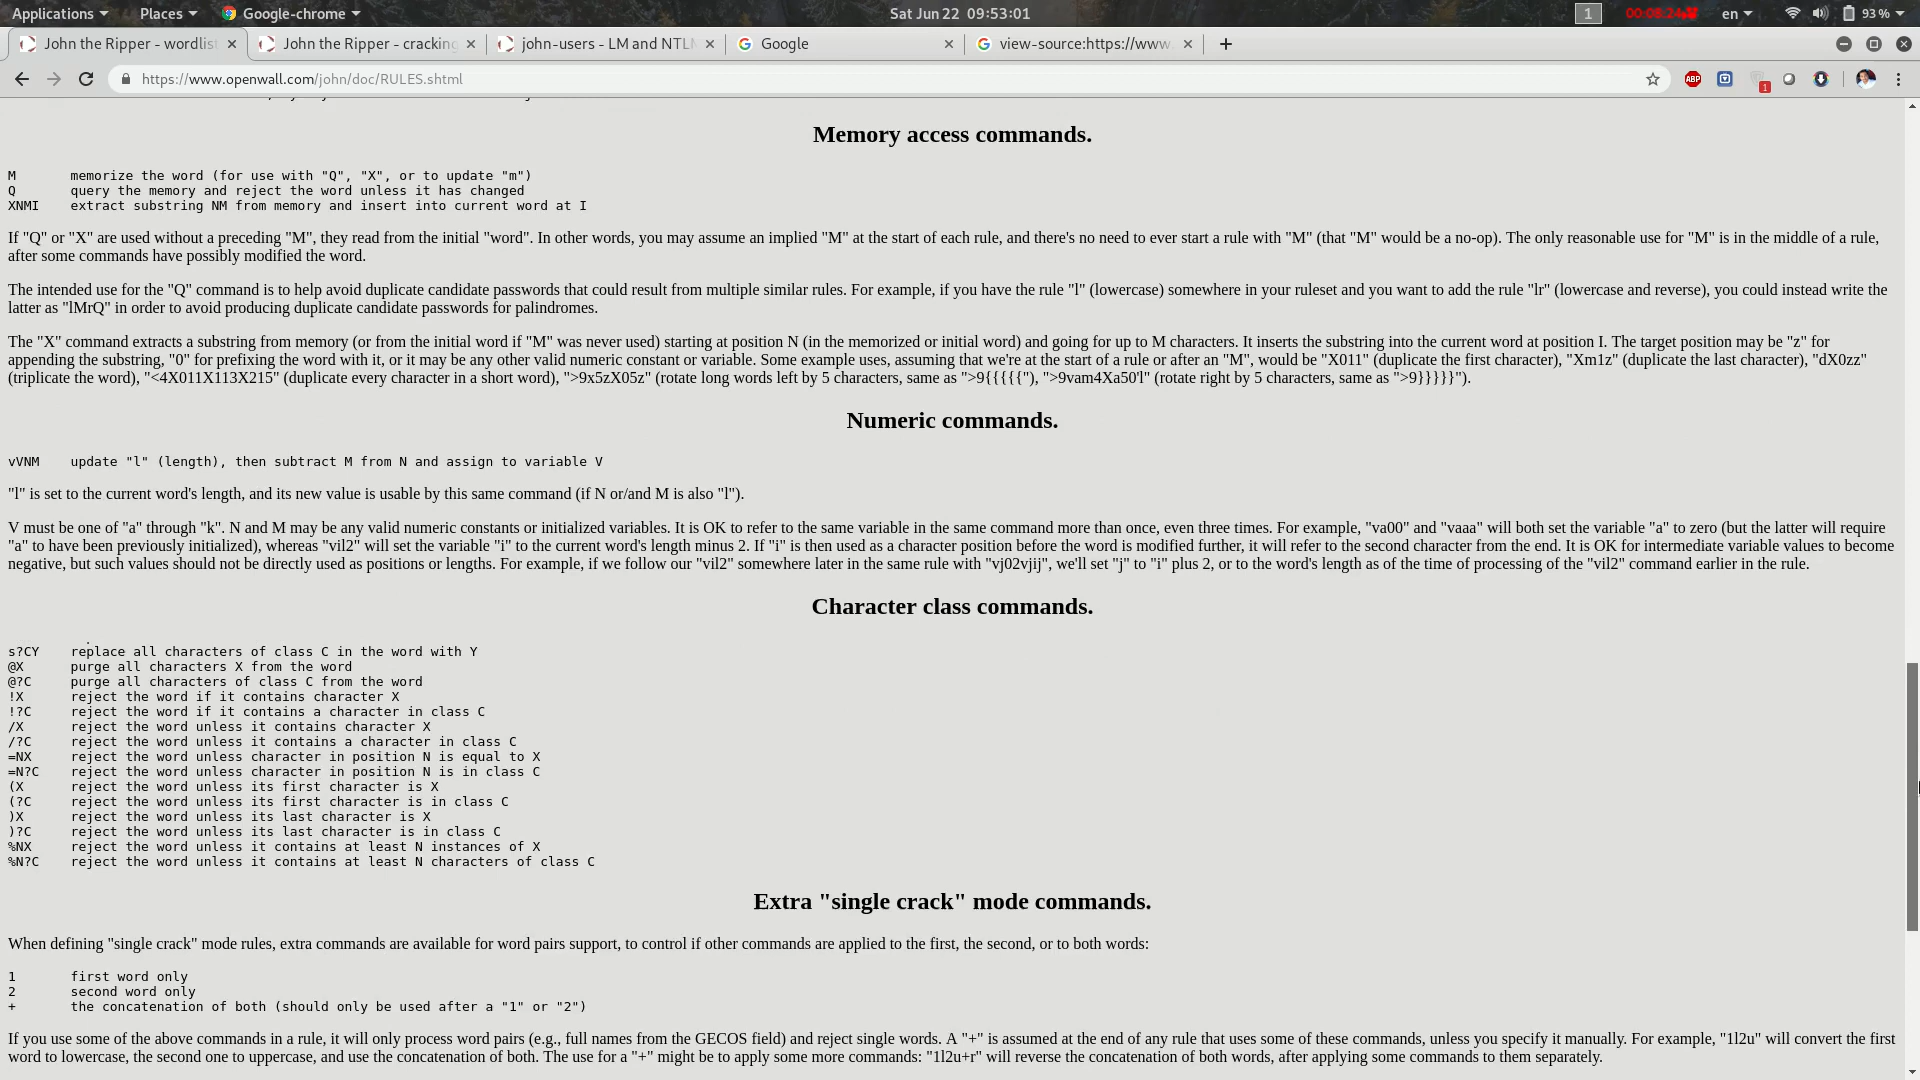 Applications Places Google-chrome Sat Jun 22 09:53:01 1 00:08:24 en 93%
John the Ripper - wordlis John the Ripper - cracking john-users - LM and NTLM Google view-source:https://www.
https://www.openwall.com/john/doc/RULES.shtml ABP 1
Memory access commands.
M memorize the word (for use with "Q", "X", or to update "m")
Q query the memory and reject the word unless it has changed
XNMI extract substring NM from memory and insert into current word at I
If "Q" or "X" are used without a preceding "M", they read from the initial "word". In other words, you may assume an implied "M" at the start of each rule, and there's no need to ever start a rule with "M" (that "M" would be a no-op). The only reasonable use for "M" is in the middle of a rule,
after some commands have possibly modified the word.
The intended use for the "Q" command is to help avoid duplicate candidate passwords that could result from multiple similar rules. For example, if you have the rule "l" (lowercase) somewhere in your ruleset and you want to add the rule "lr" (lowercase and reverse), you could instead write the
latter as "lMrQ" in order to avoid producing duplicate candidate passwords for palindromes.
The "X" command extracts a substring from memory (or from the initial word if "M" was never used) starting at position N (in the memorized or initial word) and going for up to M characters. It inserts the substring into the current word at position I. The target position may be "z" for
appending the substring, "0" for prefixing the word with it, or it may be any other valid numeric constant or variable. Some example uses, assuming that we're at the start of a rule or after an "M", would be "X011" (duplicate the first character), "Xm1z" (duplicate the last character), "dX0zz"
(triplicate the word), "<4X011X113X215" (duplicate every character in a short word), ">9x5zX05z" (rotate long words left by 5 characters, same as ">9{{{{{"), ">9vam4Xa50'l" (rotate right by 5 characters, same as ">9}}}}}").
Numeric commands.
vVNM update "l" (length), then subtract M from N and assign to variable V
"l" is set to the current word's length, and its new value is usable by this same command (if N or/and M is also "l").
V must be one of "a" through "k". N and M may be any valid numeric constants or initialized variables. It is OK to refer to the same variable in the same command more than once, even three times. For example, "va00" and "vaaa" will both set the variable "a" to zero (but the latter will require
"a" to have been previously initialized), whereas "vil2" will set the variable "i" to the current word's length minus 2. If "i" is then used as a character position before the word is modified further, it will refer to the second character from the end. It is OK for intermediate variable values to become
negative, but such values should not be directly used as positions or lengths. For example, if we follow our "vil2" somewhere later in the same rule with "vj02vjij", we'll set "j" to "i" plus 2, or to the word's length as of the time of processing of the "vil2" command earlier in the rule.
Character class commands.
s?CY replace all characters of class C in the word with Y
@X purge all characters X from the word
@?C purge all characters of class C from the word
!X reject the word if it contains character X
!?C reject the word if it contains a character in class C
/X reject the word unless it contains character X
/?C reject the word unless it contains a character in class C
=NX reject the word unless character in position N is equal to X
=N?C reject the word unless character in position N is in class C
(X reject the word unless its first character is X
(?C reject the word unless its first character is in class C
)X reject the word unless its last character is X
)?C reject the word unless its last character is in class C
%NX reject the word unless it contains at least N instances of X
%N?C reject the word unless it contains at least N characters of class C
Extra "single crack" mode commands.
When defining "single crack" mode rules, extra commands are available for word pairs support, to control if other commands are applied to the first, the second, or to both words:
1 first word only
2 second word only
+ the concatenation of both (should only be used after a "1" or "2")
If you use some of the above commands in a rule, it will only process word pairs (e.g., full names from the GECOS field) and reject single words. A "+" is assumed at the end of any rule that uses some of these commands, unless you specify it manually. For example, "1l2u" will convert the first
word to lowercase, the second one to uppercase, and use the concatenation of both. The use for a "+" might be to apply some more commands: "1l2u+r" will reverse the concatenation of both words, after applying some commands to them separately.